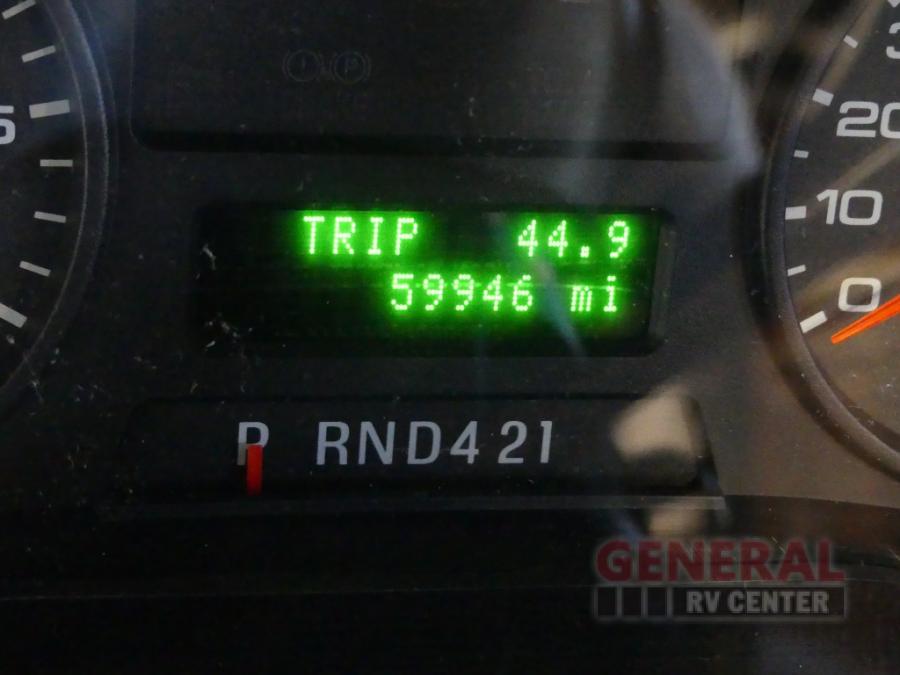 TRIP 44.9
59946 mi
P RND421
20
10
0
GENERAL
RV CENTER